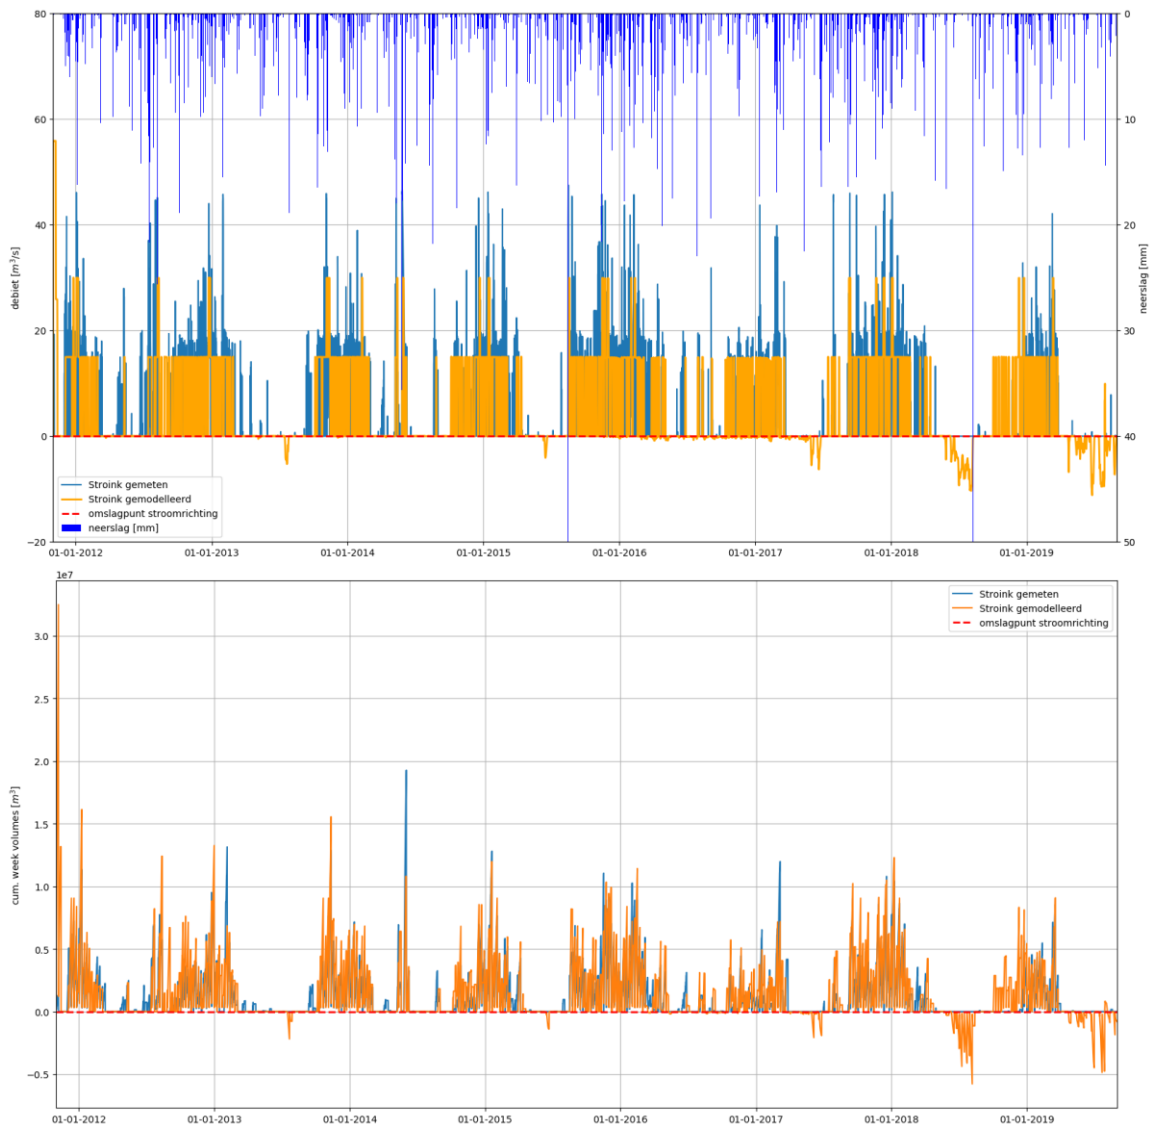 80
60
40
20
0
−20
debiet [m³/s]
0
10
20
30
40
50
neerslag [mm]
Stroink gemeten
Stroink gemodelleerd
omslagpunt stroomrichting
neerslag [mm]
01-01-2012 01-01-2013 01-01-2014 01-01-2015 01-01-2016 01-01-2017 01-01-2018 01-01-2019
1e7
3.0
2.5
2.0
1.5
1.0
0.5
0.0
−0.5
cum. week volumes [m³]
Stroink gemeten
Stroink gemodelleerd
omslagpunt stroomrichting
01-01-2012 01-01-2013 01-01-2014 01-01-2015 01-01-2016 01-01-2017 01-01-2018 01-01-2019